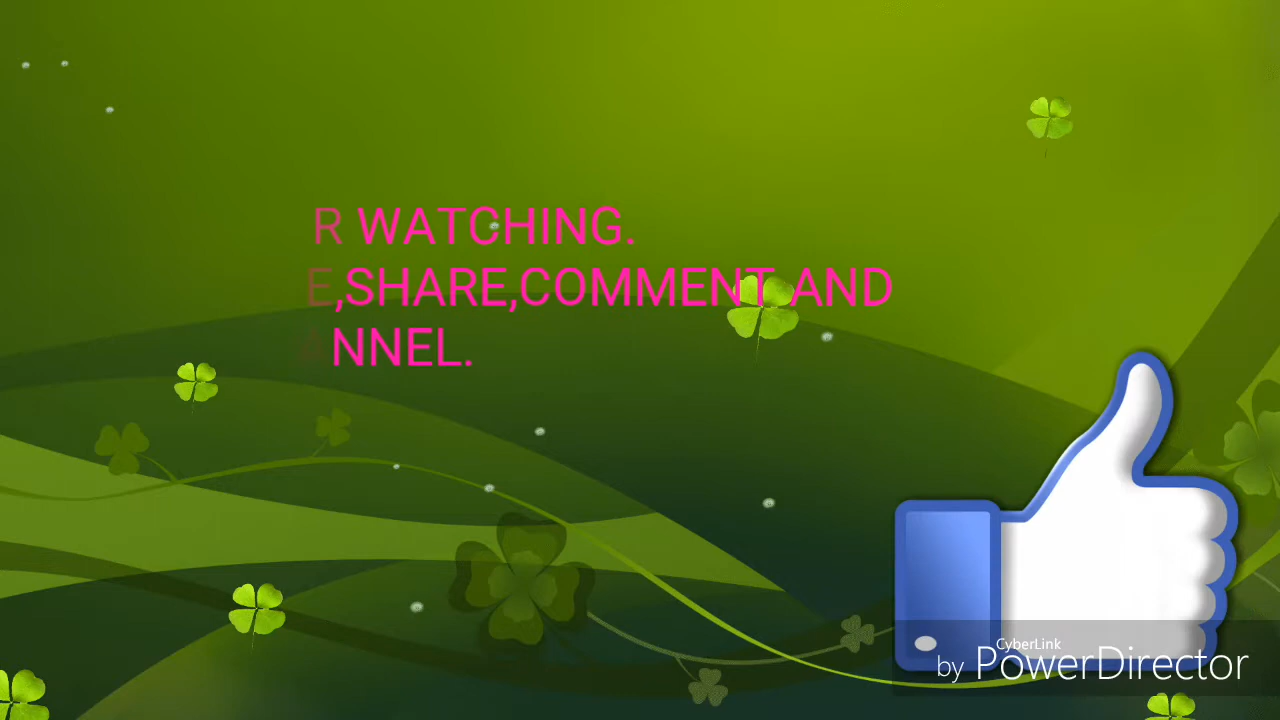 R WATCHING.
E,SHARE,COMMENT AND
NNEL.
CyberLink
by PowerDirector